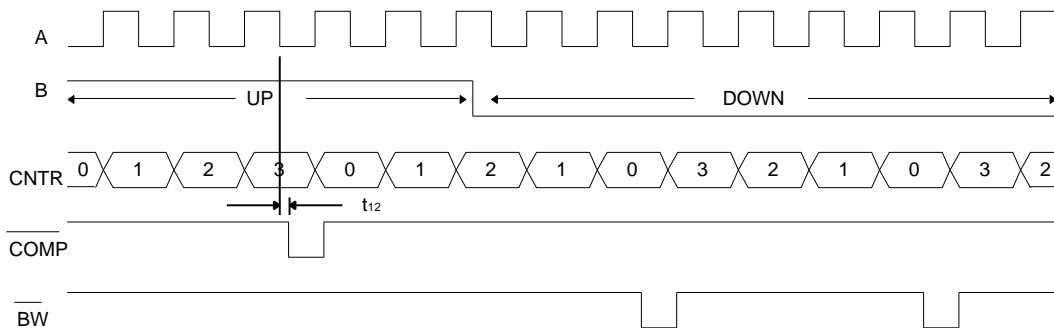 A
B
UP
DOWN
CNTR
0 1 2 3 0 1 2 1 0 3 2 1 0 3 2
t12
COMP
BW